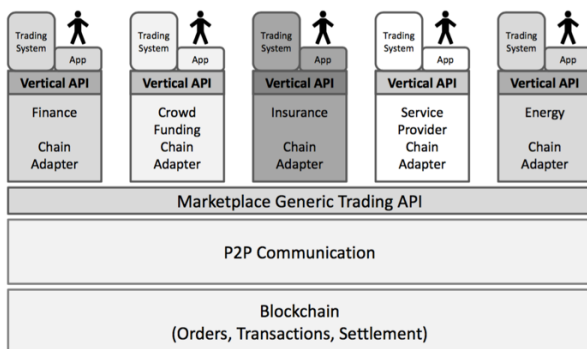 Trading
System
App
Vertical API
Finance
Chain
Adapter
Trading
System
App
Vertical API
Crowd
Funding
Chain
Adapter
Trading
System
App
Vertical API
Insurance
Chain
Adapter
Trading
System
App
Vertical API
Service
Provider
Chain
Adapter
Trading
System
App
Vertical API
Energy
Chain
Adapter
Marketplace Generic Trading API
P2P Communication
Blockchain
(Orders, Transactions, Settlement)